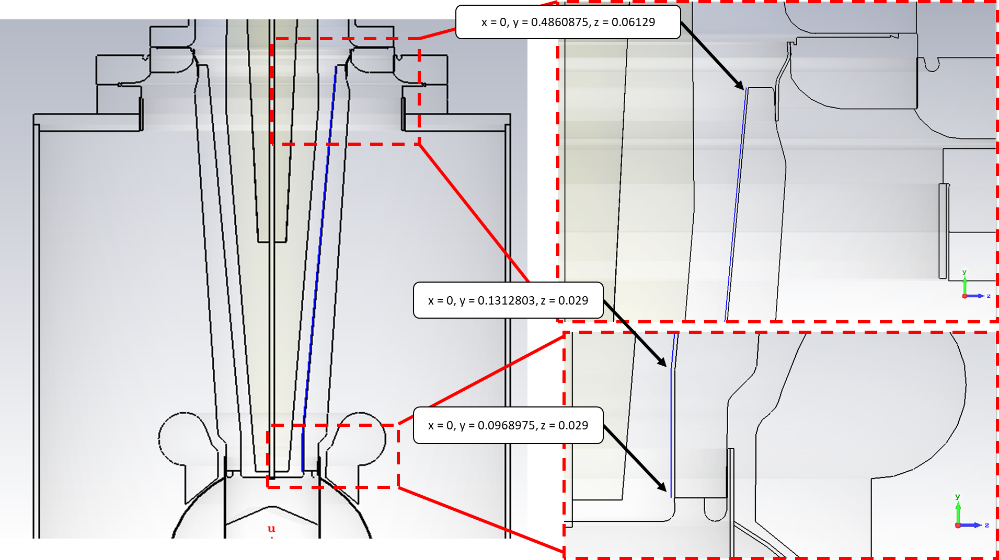 x = 0, y = 0.4860875, z = 0.06129
y
z
x = 0, y = 0.1312803, z = 0.029
x = 0, y = 0.0968975, z = 0.029
y
z
u